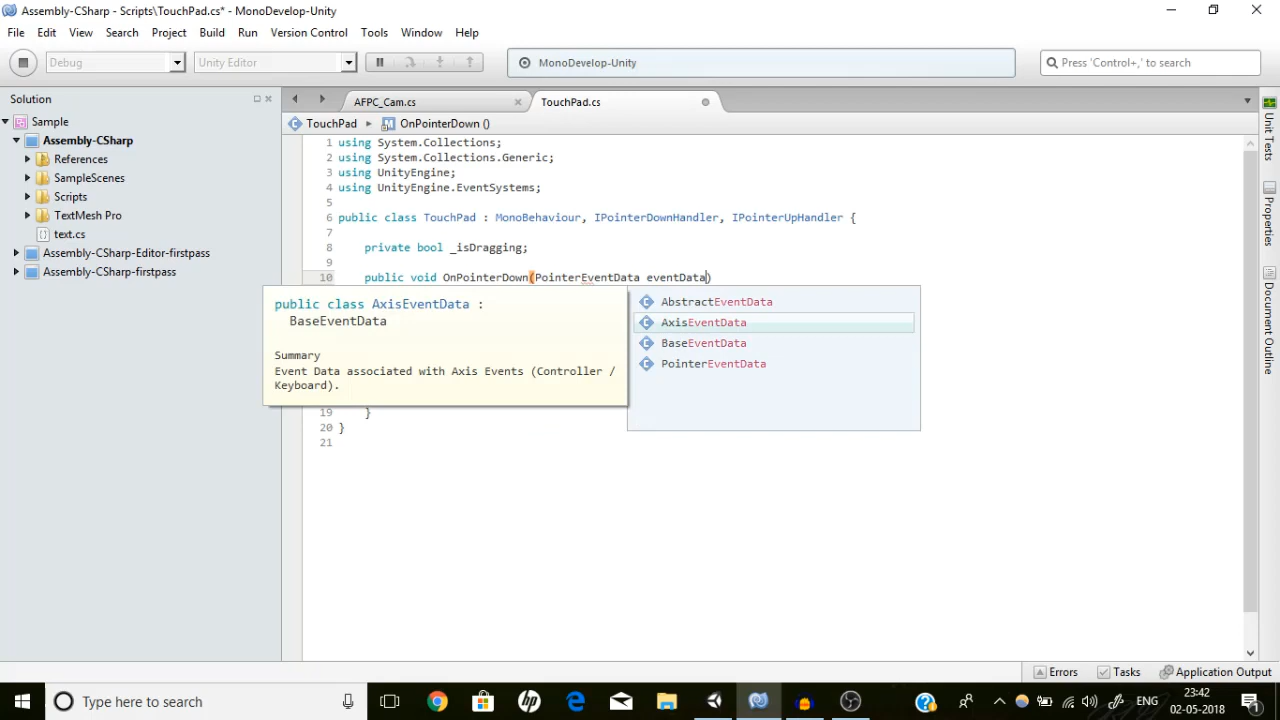 Assembly-CSharp - Scripts\TouchPad.cs* - MonoDevelop-Unity
File Edit View Search Project Build Run Version Control Tools Window Help
Debug Unity Editor MonoDevelop-Unity Press 'Control+,' to search
Solution
AFPC_Cam.cs TouchPad.cs
Sample
Assembly-CSharp
References
SampleScenes
Scripts
TextMesh Pro
text.cs
Assembly-CSharp-Editor-firstpass
Assembly-CSharp-firstpass
TouchPad OnPointerDown ()
1 using System.Collections;
2 using System.Collections.Generic;
3 using UnityEngine;
4 using UnityEngine.EventSystems;
5
6 public class TouchPad : MonoBehaviour, IPointerDownHandler, IPointerUpHandler {
7
8 private bool _isDragging;
9
10 public void OnPointerDown(PointerEventData eventData)
public class AxisEventData :
BaseEventData
Summary
Event Data associated with Axis Events (Controller /
Keyboard).
AbstractEventData
AxisEventData
BaseEventData
PointerEventData
19 }
20 }
21
Unit Tests
Properties
Document Outline
Errors Tasks Application Output
Type here to search
ENG
23:42
02-05-2018
1